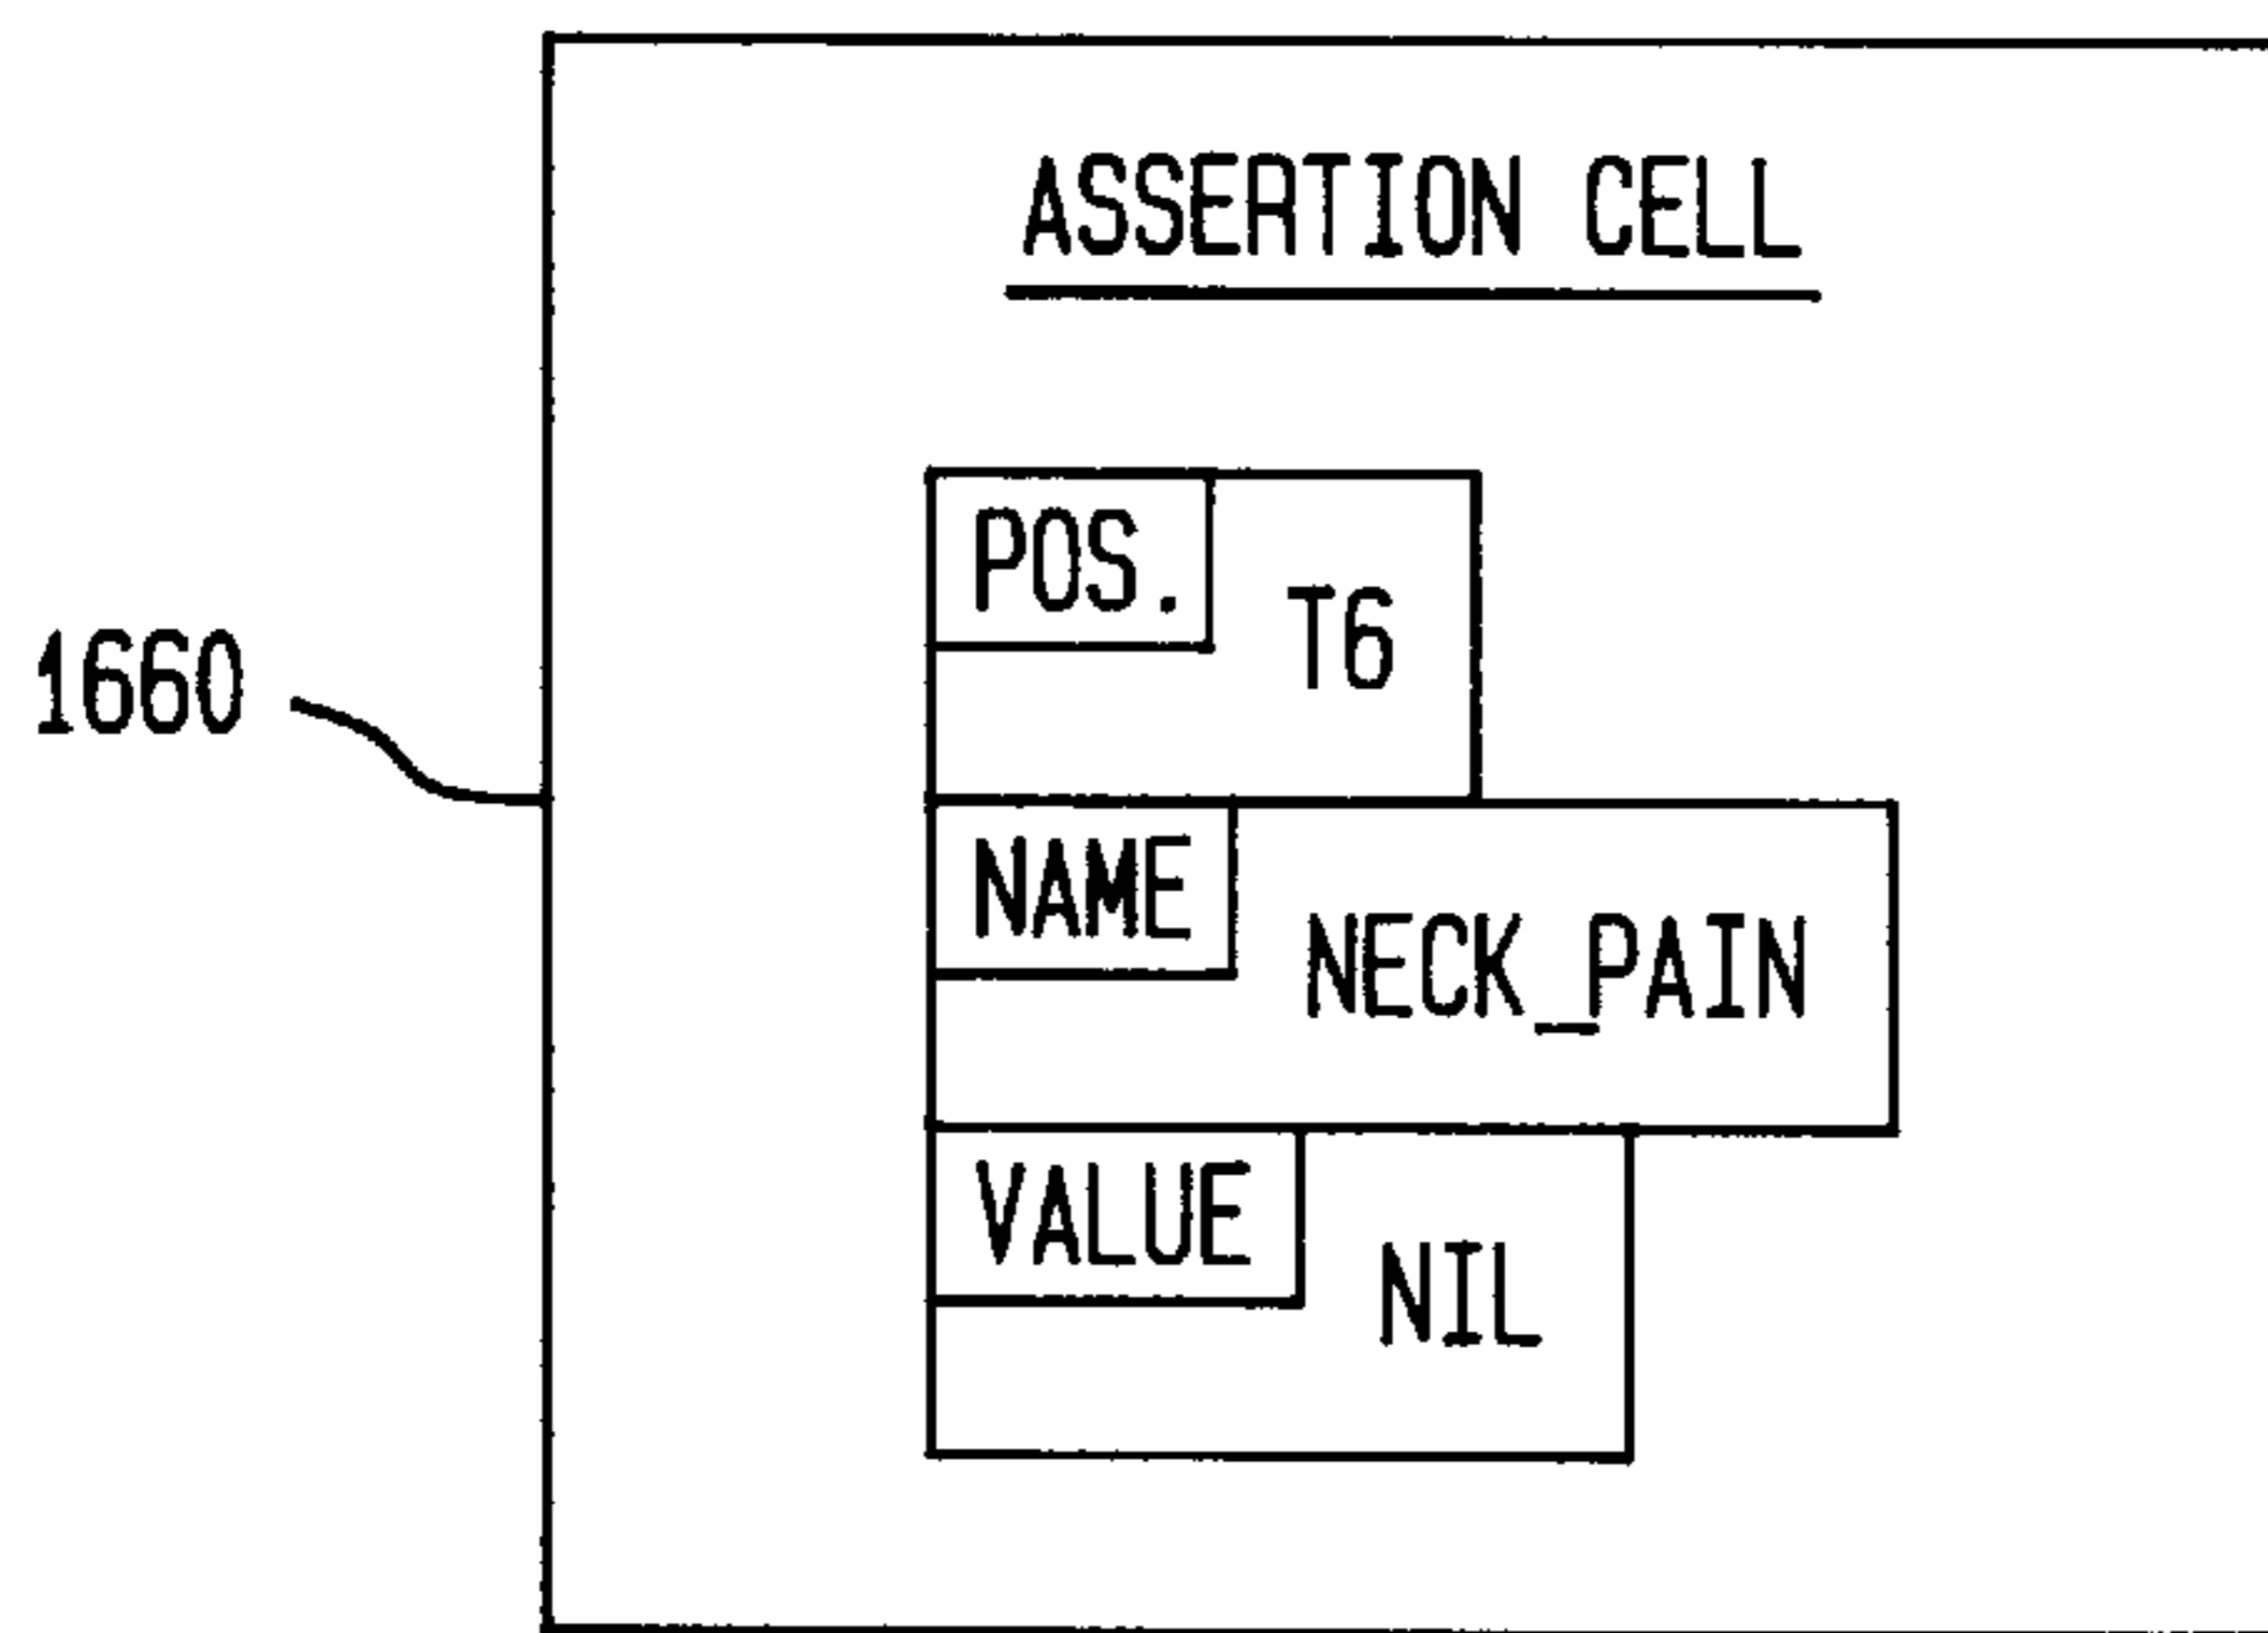 ASSERTION CELL
POS.
T6
1660
NAME
NECK_PAIN
VALUE
NIL